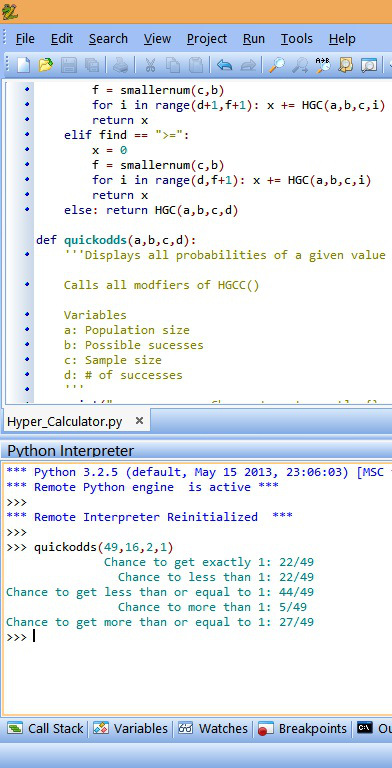 File Edit Search View Project Run Tools Help
f = smallernum(c,b)
for i in range(d+1,f+1): x += HGC(a,b,c,i)
return x
elif find == ">=":
x = 0
f = smallernum(c,b)
for i in range(d,f+1): x += HGC(a,b,c,i)
return x
else: return HGC(a,b,c,d)
def quickodds(a,b,c,d):
'''Displays all probabilities of a given value
Calls all modfiers of HGCC()
Variables
a: Population size
b: Possible sucesses
c: Sample size
d: # of successes
'''
Hyper_Calculator.py ×
Python Interpreter
*** Python 3.2.5 (default, May 15 2013, 23:06:03) [MSC
*** Remote Python engine is active ***
>>>
*** Remote Interpreter Reinitialized ***
>>>
>>> quickodds(49,16,2,1)
Chance to get exactly 1: 22/49
Chance to less than 1: 22/49
Chance to get less than or equal to 1: 44/49
Chance to more than 1: 5/49
Chance to get more than or equal to 1: 27/49
>>>
Call Stack Variables Watches Breakpoints